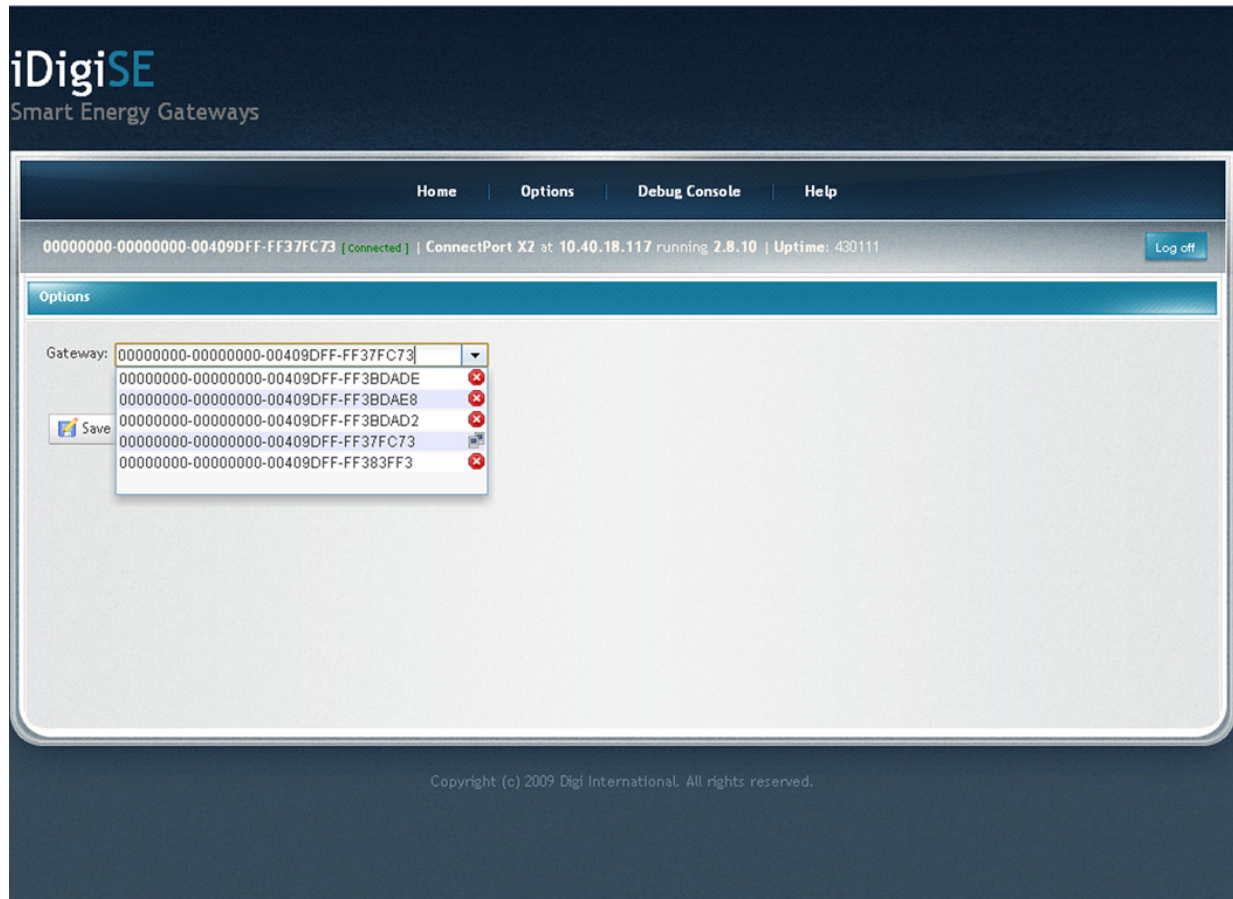 iDigiSE
Smart Energy Gateways
Home | Options | Debug Console | Help
00000000-00000000-00409DFF-FF37FC73 [Connected] | ConnectPort X2 at 10.40.18.117 running 2.8.10 | Uptime: 430111 Log off
Options
Gateway: 00000000-00000000-00409DFF-FF37FC73
00000000-00000000-00409DFF-FF3BDADE
00000000-00000000-00409DFF-FF3BDAE8
00000000-00000000-00409DFF-FF3BDAD2
Save
00000000-00000000-00409DFF-FF37FC73
00000000-00000000-00409DFF-FF383FF3
Copyright (c) 2009 Digi International. All rights reserved.